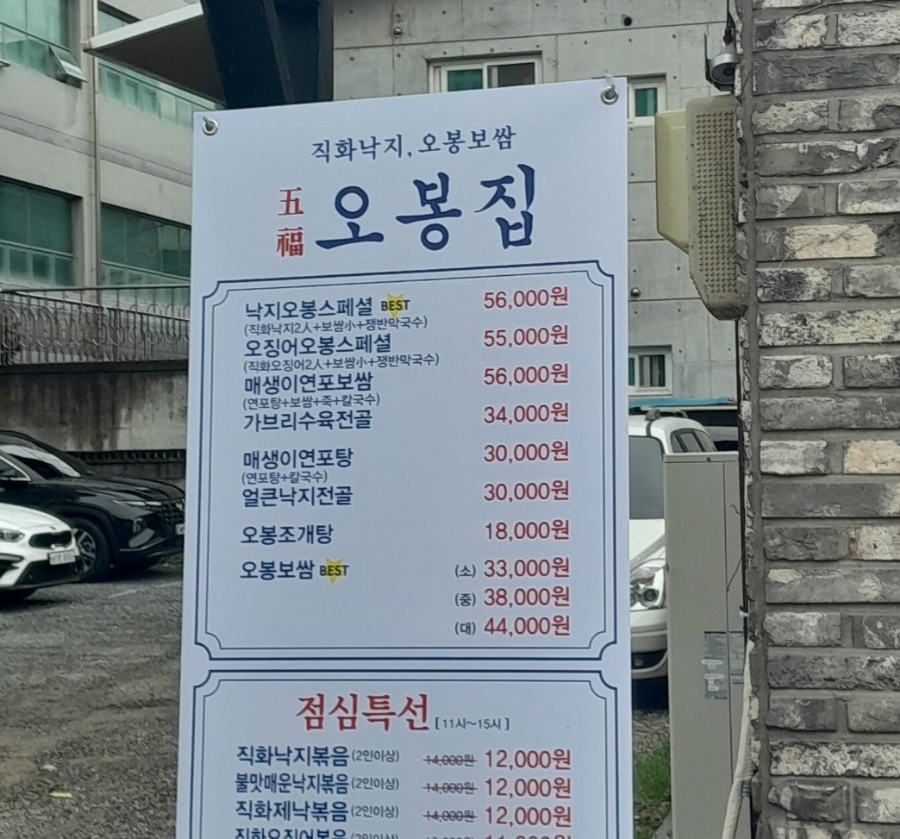 직화낙지, 오봉보쌈
五福 오봉집
낙지오봉스페셜 BEST 56,000원
(직화낙지2人+보쌈小+쟁반막국수)
오징어오봉스페셜 55,000원
(직화오징어2人+보쌈小+쟁반막국수)
매생이연포보쌈 56,000원
(연포탕+보쌈+죽+칼국수)
가브리수육전골 34,000원
매생이연포탕 30,000원
(연포탕+칼국수)
얼큰낙지전골 30,000원
오봉조개탕 18,000원
오봉보쌈 BEST (소) 33,000원
(중) 38,000원
(대) 44,000원
점심특선 [11시~15시]
직화낙지볶음 (2인이상) 14,000원 12,000원
불맛매운낙지볶음 (2인이상) 14,000원 12,000원
직화제낙볶음 (2인이상) 14,000원 12,000원
직화오징어볶음 (2인이상)